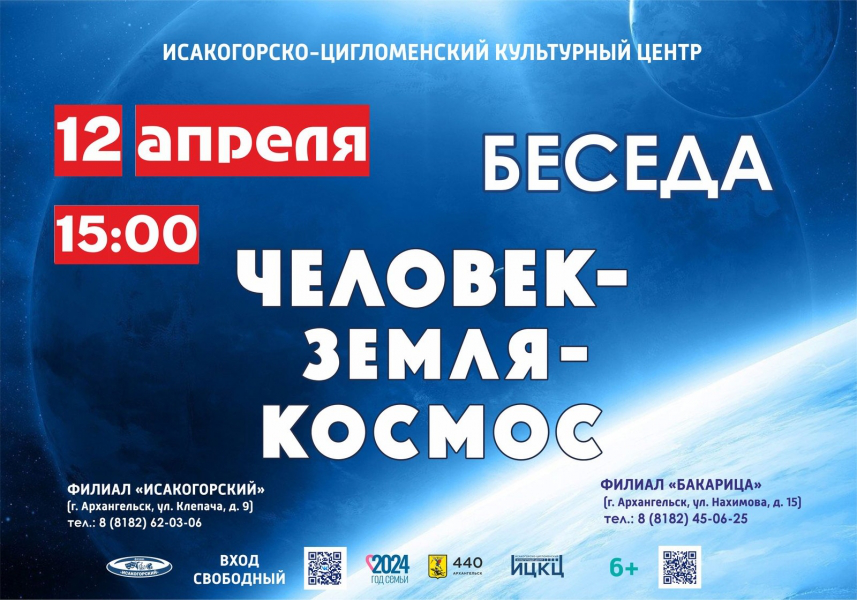 ИСАКОГОРСКО-ЦИГЛОМЕНСКИЙ КУЛЬТУРНЫЙ ЦЕНТР
12 апреля
БЕСЕДА
15:00
ЧЕЛОВЕК-
ЗЕМЛЯ-
КОСМОС
ФИЛИАЛ «ИСАКОГОРСКИЙ»
(г. Архангельск, ул. Клепача, д. 9)
тел.: 8 (8182) 62-03-06
ФИЛИАЛ «БАКАРИЦА»
(г. Архангельск, ул. Нахимова, д. 15)
тел.: 8 (8182) 45-06-25
ИСАКОГОРСКИЙ
ВХОД
СВОБОДНЫЙ
2024
ГОД СЕМЬИ
440
АРХАНГЕЛЬСК
ИЦКЦ
6+